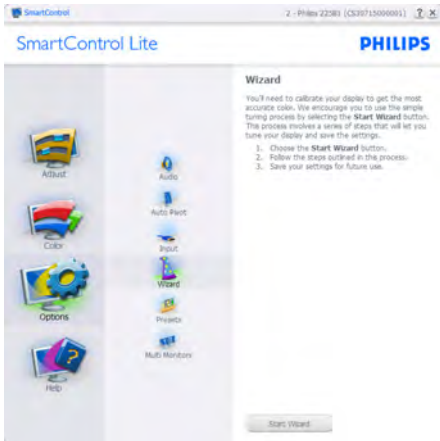 SmartControl
2 - Philips 225B1 (CS30715000001) ? X
SmartControl Lite
PHILIPS
Wizard
You'll need to calibrate your display to get the most
accurate color. We encourage you to use the simple
tuning process by selecting the Start Wizard button.
The process involves a series of steps that will let you
tune your display and save the settings.
1. Choose the Start Wizard button.
2. Follow the steps outlined in the process.
3. Save your settings for future use.
Adjust
Color
Options
Help
Audio
Auto Pivot
Input
Wizard
Presets
Multi Monitors
Start Wizard